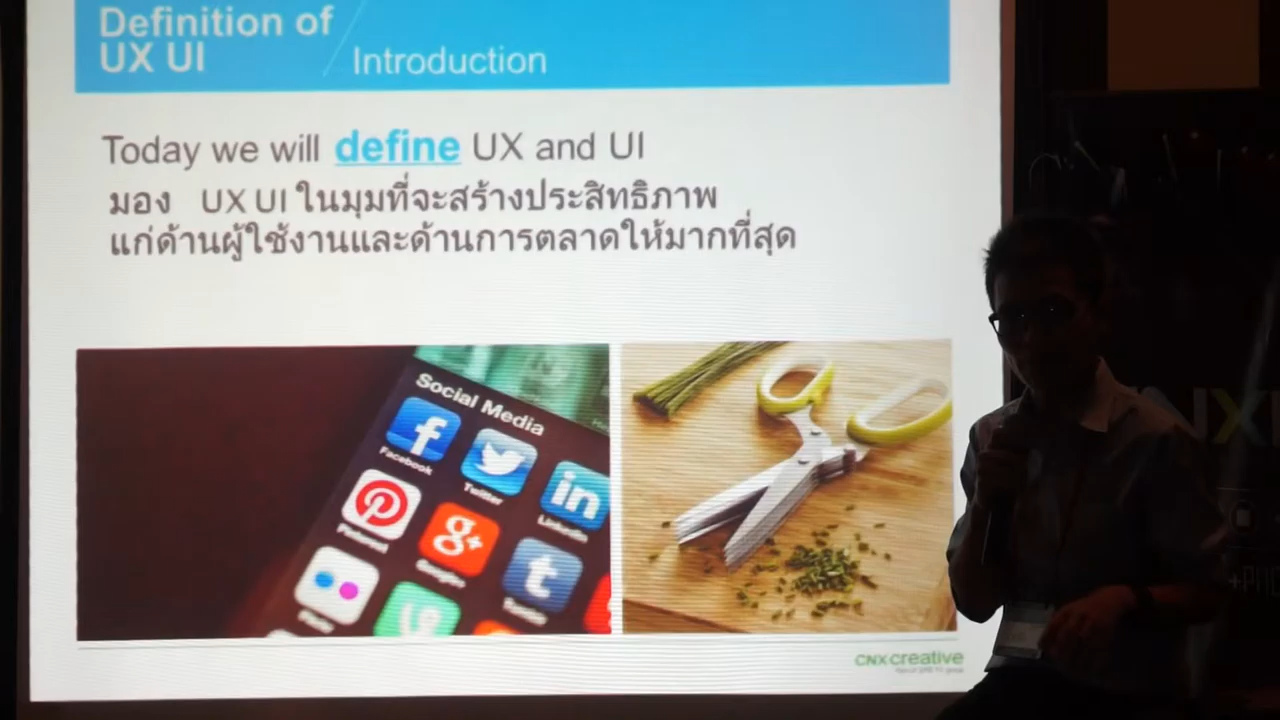 Definition of
UX UI
Introduction
Today we will define UX and UI
มอง UX UI ในมุมที่จะสร้างประสิทธิภาพ
แก่ด้านผู้ใช้งานและด้านการตลาดให้มากที่สุด
Social Media
Facebook
Twitter
LinkedIn
Pinterest
CNXcreative